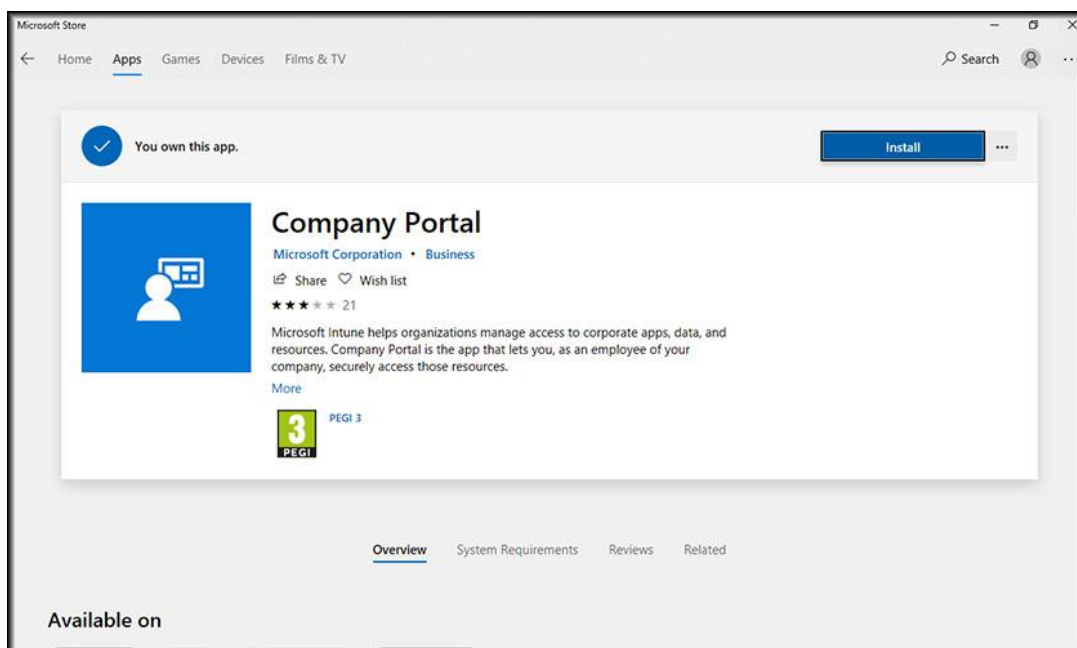 Microsoft Store
Home Apps Games Devices Films & TV Search
You own this app. Install
Company Portal
Microsoft Corporation • Business
Share Wish list
21
Microsoft Intune helps organizations manage access to corporate apps, data, and
resources. Company Portal is the app that lets you, as an employee of your
company, securely access those resources.
More
3
PEGI
PEGI 3
Overview System Requirements Reviews Related
Available on